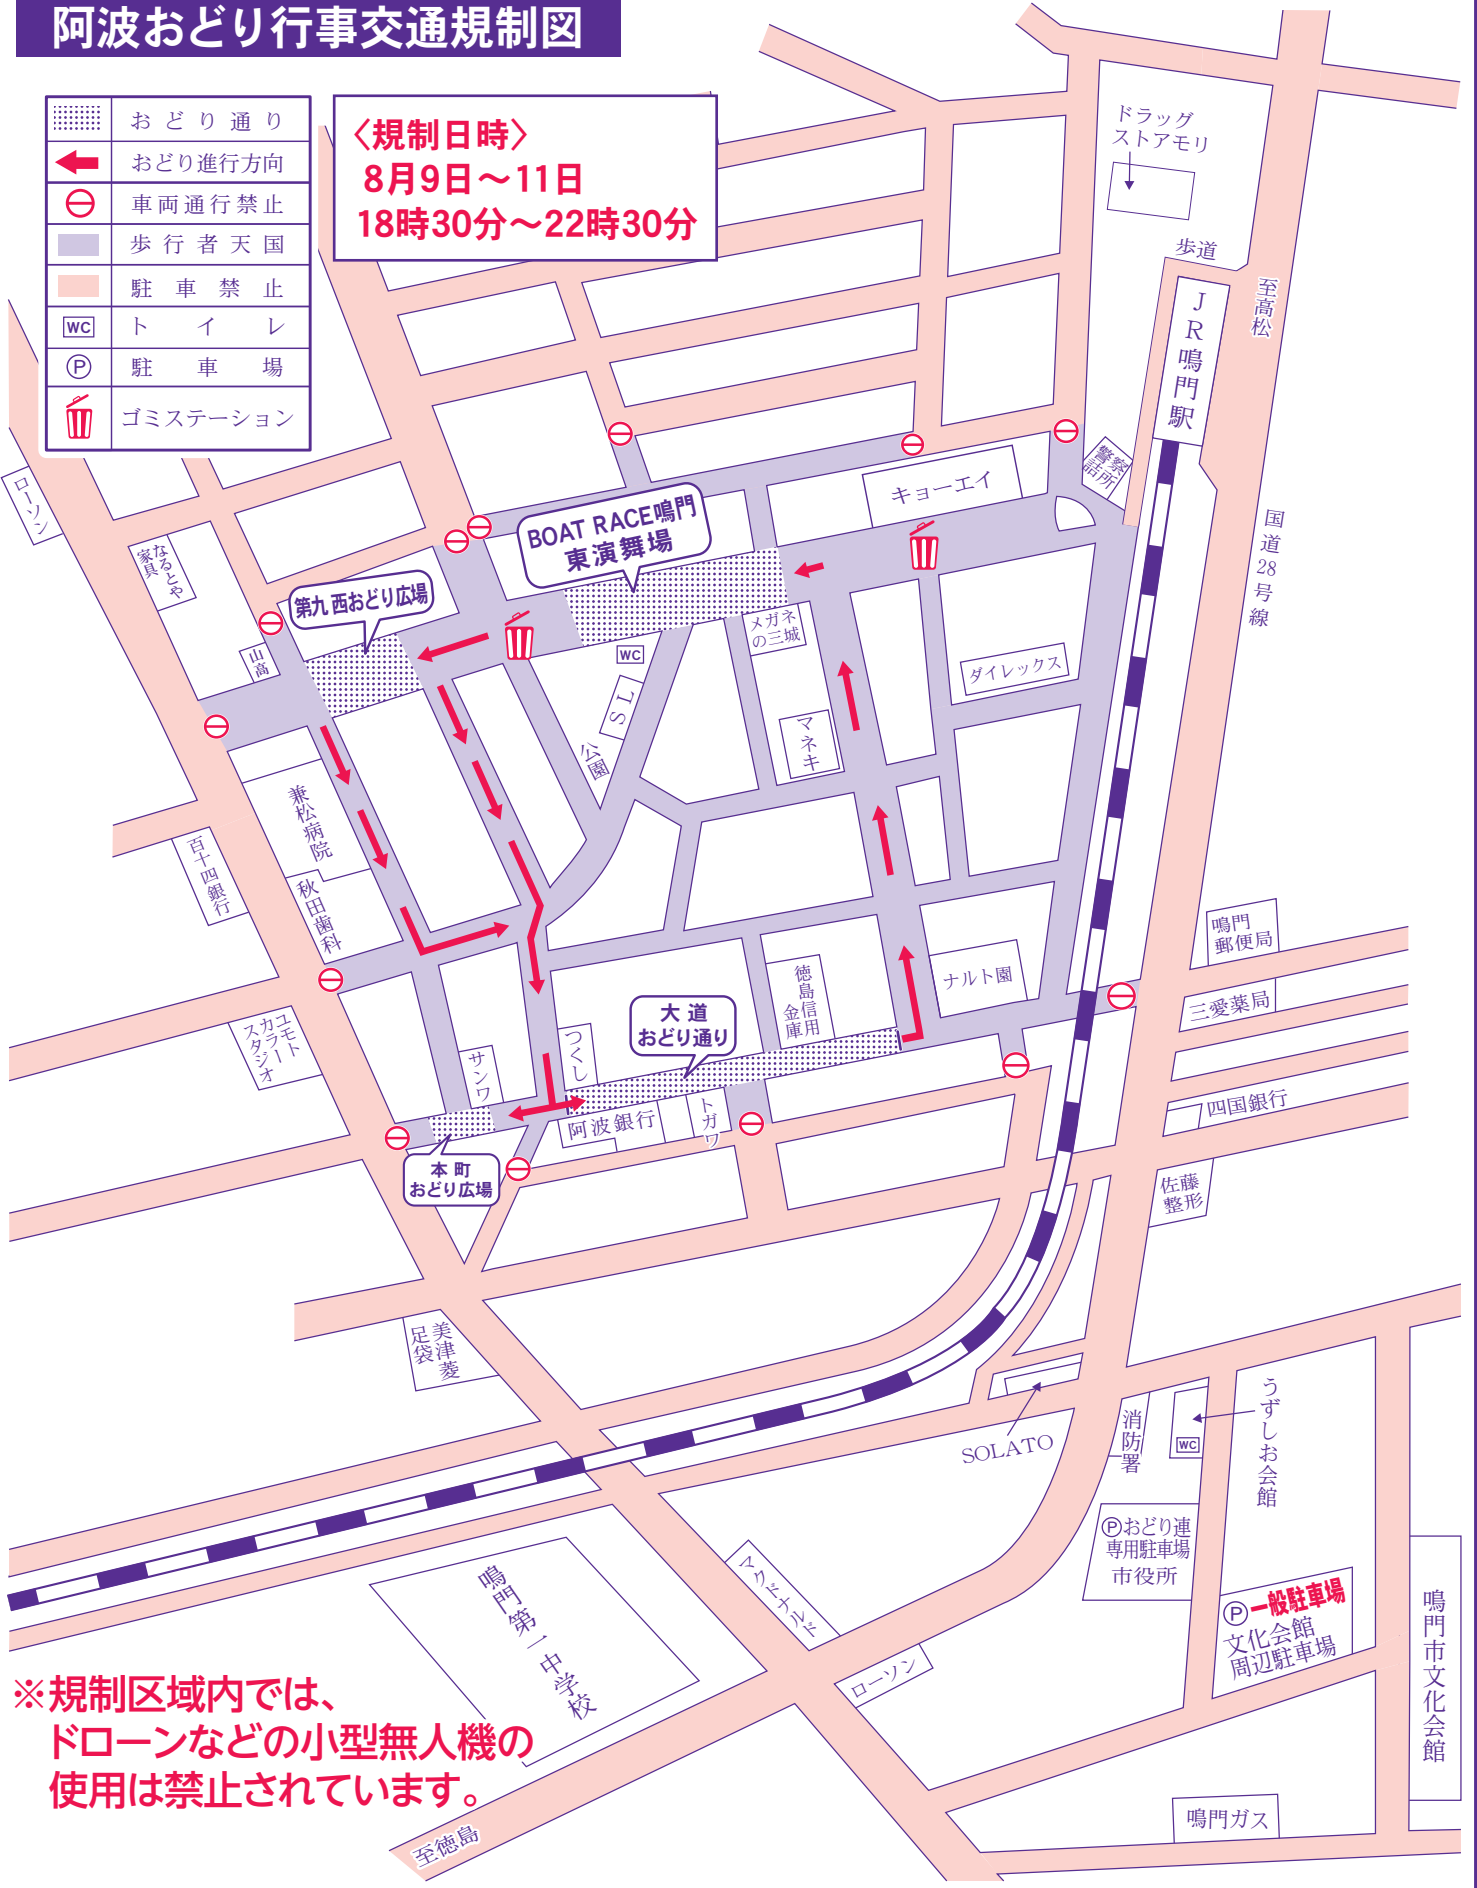 阿波おどり行事交通規制図
おどり通り
おどり進行方向
車両通行禁止
歩行者天国
駐車禁止
WC
トイレ
P
駐車場
ゴミステーション
〈規制日時〉
8月9日〜11日
18時30分〜22時30分
ドラッグ
ストアモリ
歩道
至高松
JR鳴門駅
警察
詰所
国道28号線
キョーエイ
BOAT RACE鳴門
東演舞場
第九 西おどり広場
ローソン
なるとや
家具
山高
WC
SL
公園
メガネ
の三城
ダイレックス
マネキ
兼松病院
百十四銀行
秋田歯科
ユモト
カラー
スタジオ
サンワ
つくし
大道
おどり通り
徳島
信用
金庫
ナルト園
鳴門
郵便局
三愛薬局
四国銀行
佐藤
整形
阿波銀行
トガワ
本町
おどり広場
美津菱
足袋
SOLATO
消防署
WC
うずしお会館
Pおどり連
専用駐車場
市役所
P一般駐車場
文化会館
周辺駐車場
鳴門市文化会館
鳴門ガス
マクドナルド
ローソン
鳴門第一中学校
至徳島
※規制区域内では、
ドローンなどの小型無人機の
使用は禁止されています。